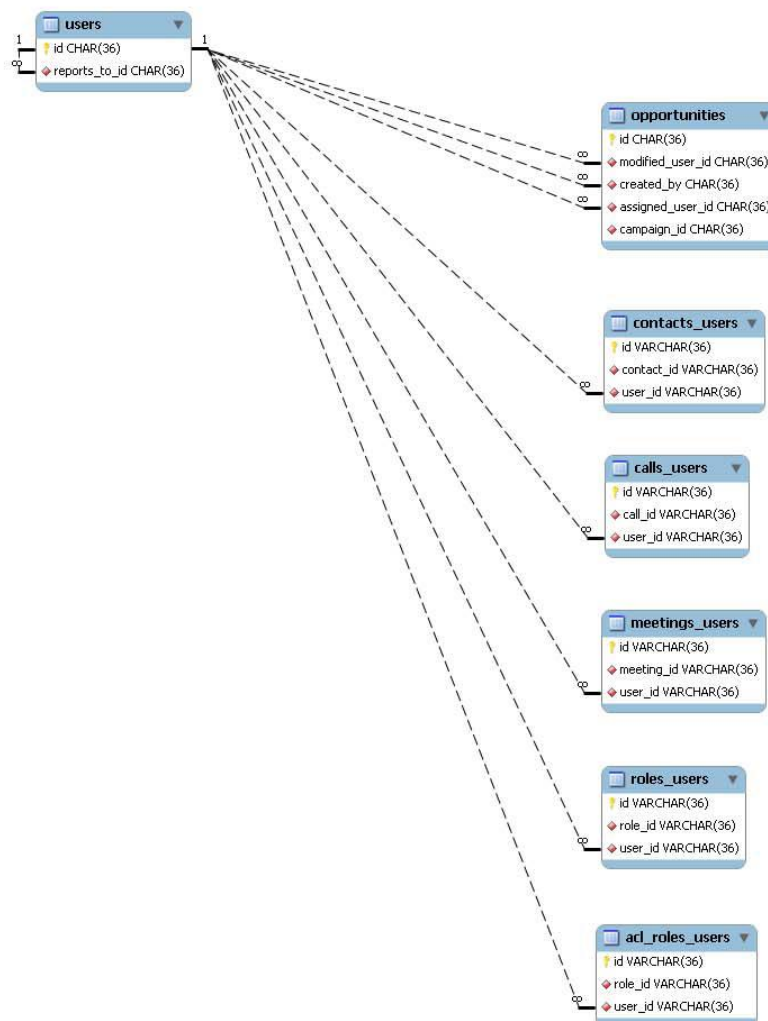 users
1
id CHAR(36)
1
∞
reports_to_id CHAR(36)
opportunities
id CHAR(36)
∞
modified_user_id CHAR(36)
∞
created_by CHAR(36)
∞
assigned_user_id CHAR(36)
campaign_id CHAR(36)
contacts_users
id VARCHAR(36)
contact_id VARCHAR(36)
∞
user_id VARCHAR(36)
calls_users
id VARCHAR(36)
call_id VARCHAR(36)
∞
user_id VARCHAR(36)
meetings_users
id VARCHAR(36)
meeting_id VARCHAR(36)
∞
user_id VARCHAR(36)
roles_users
id VARCHAR(36)
role_id VARCHAR(36)
∞
user_id VARCHAR(36)
acl_roles_users
id VARCHAR(36)
role_id VARCHAR(36)
∞
user_id VARCHAR(36)